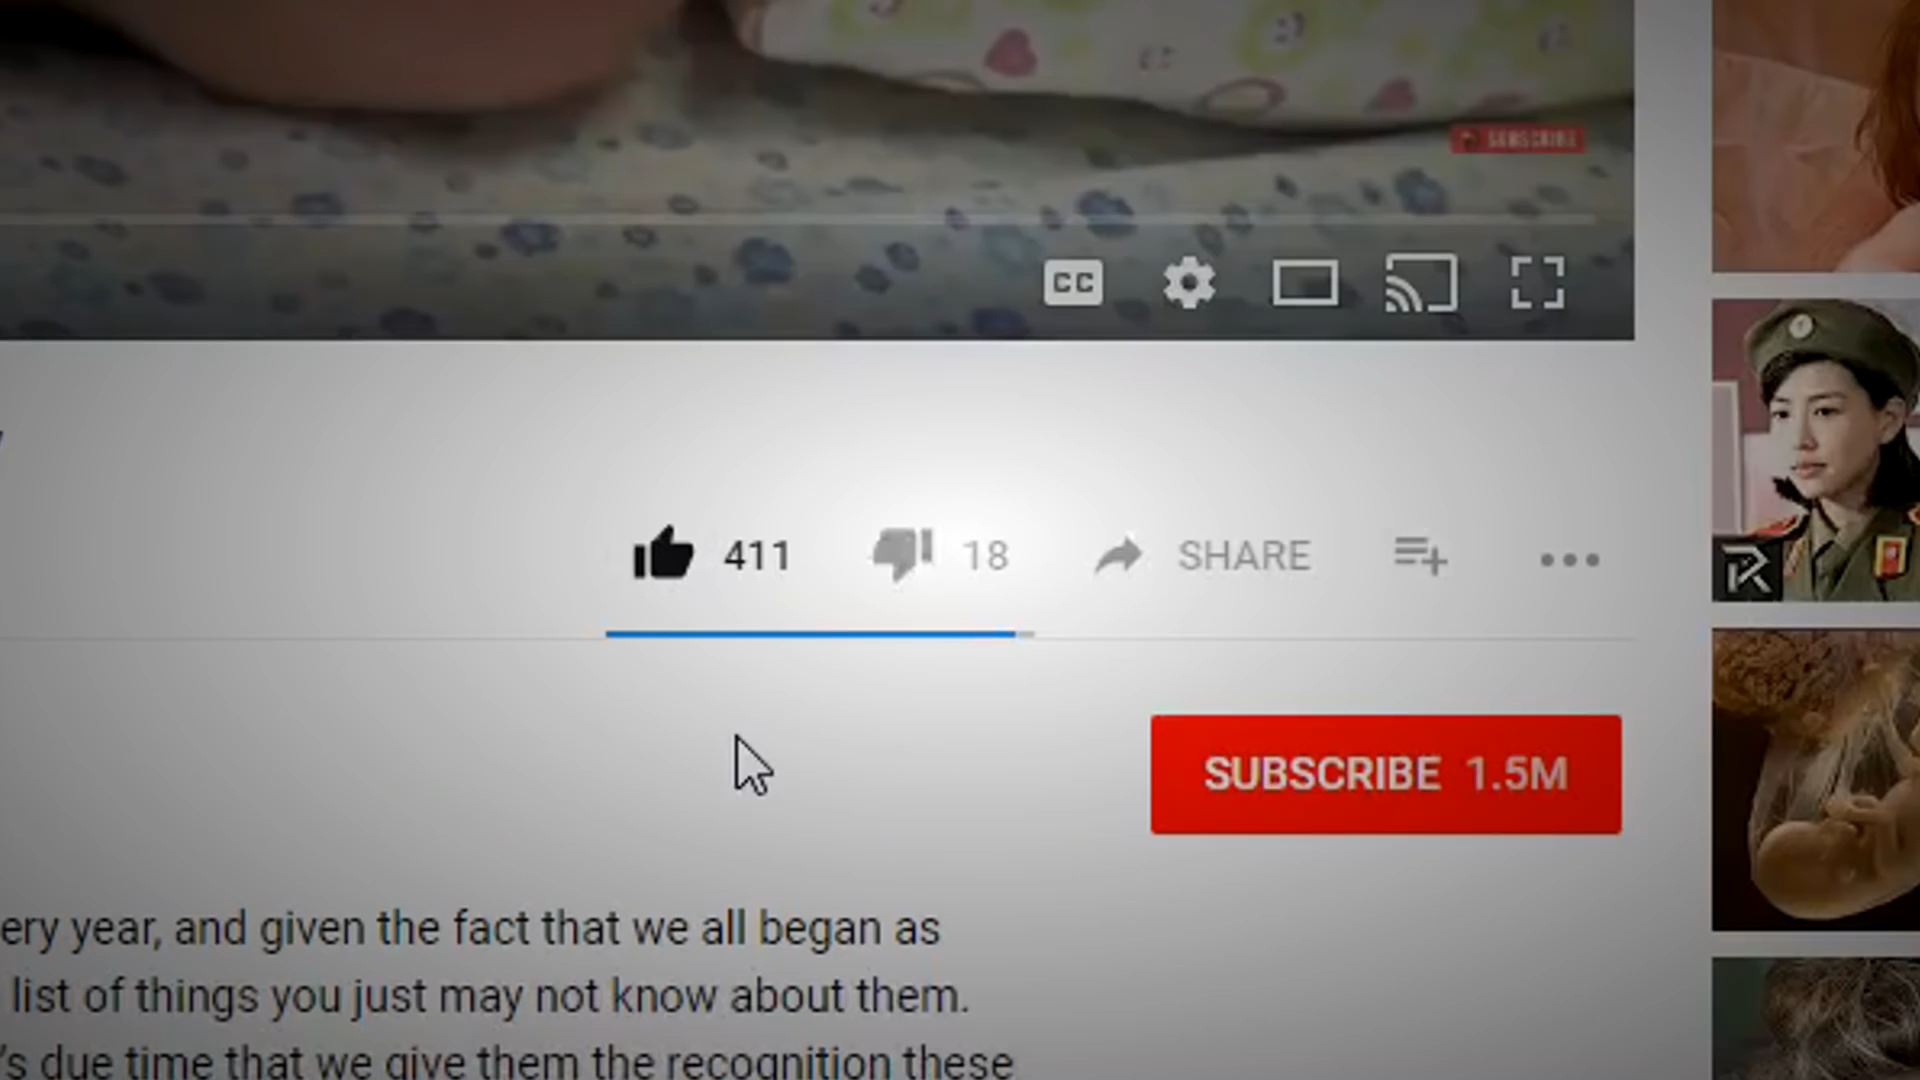 SUBSCRIBE
CC
411 18 SHARE
SUBSCRIBE 1.5M
ery year, and given the fact that we all began as
list of things you just may not know about them.
's due time that we give them the recognition these